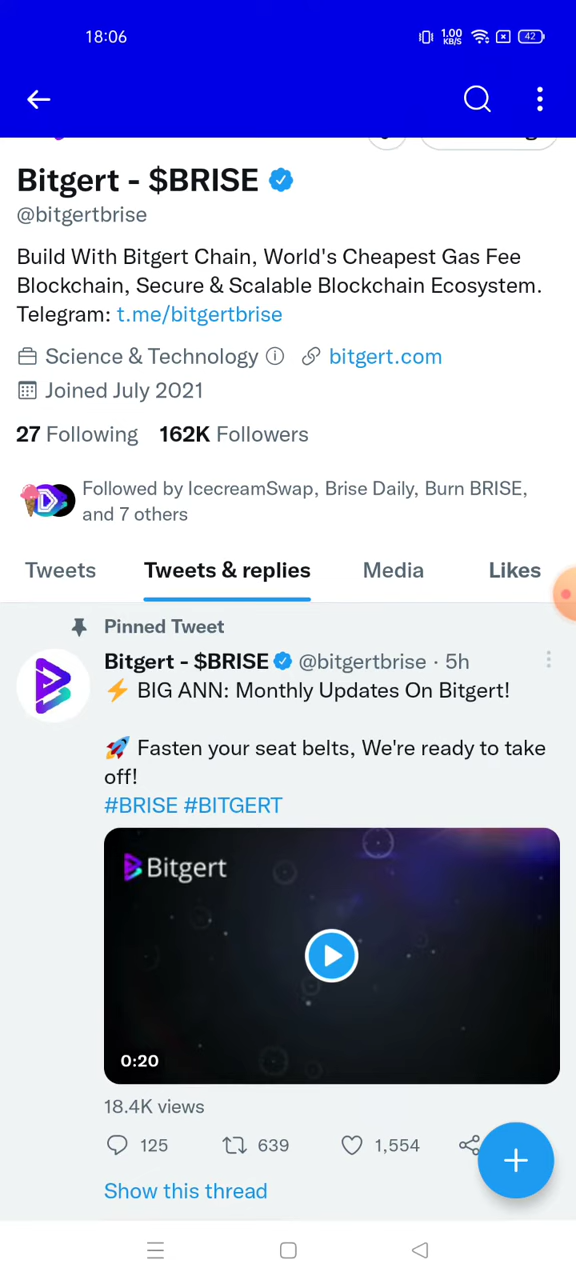 18:06
1.00
KB/S
42
Bitgert - $BRISE
@bitgertbrise
Build With Bitgert Chain, World's Cheapest Gas Fee
Blockchain, Secure & Scalable Blockchain Ecosystem.
Telegram: t.me/bitgertbrise
Science & Technology bitgert.com
Joined July 2021
27 Following 162K Followers
Followed by IcecreamSwap, Brise Daily, Burn BRISE,
and 7 others
Tweets Tweets & replies Media Likes
Pinned Tweet
Bitgert - $BRISE @bitgertbrise · 5h
⚡ BIG ANN: Monthly Updates On Bitgert!
🚀 Fasten your seat belts, We're ready to take
off!
#BRISE #BITGERT
Bitgert
0:20
18.4K views
125 639 1,554
Show this thread